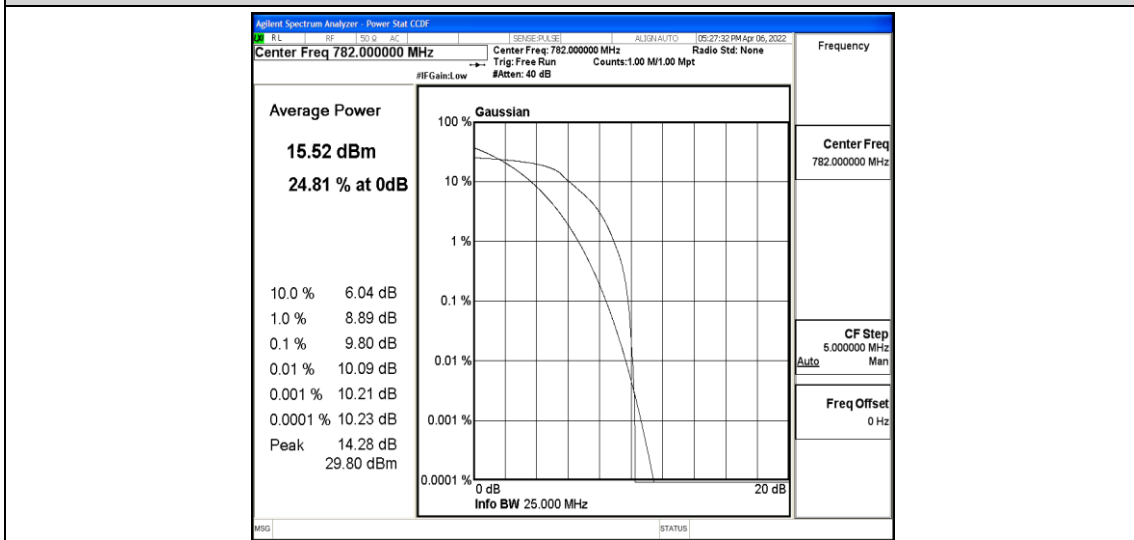 Agilent Spectrum Analyzer - Power Stat CCDF
RL RF 50 Ω AC SENSE:PULSE ALIGN AUTO 05:27:32 PM Apr 06, 2022
Center Freq 782.000000 MHz
Center Freq: 782.000000 MHz Radio Std: None
Trig: Free Run Counts:1.00 M/1.00 Mpt
#IFGain:Low #Atten: 40 dB
Frequency
Average Power
15.52 dBm
24.81 % at 0dB
10.0 % 6.04 dB
1.0 % 8.89 dB
0.1 % 9.80 dB
0.01 % 10.09 dB
0.001 % 10.21 dB
0.0001 % 10.23 dB
Peak 14.28 dB
29.80 dBm
Gaussian
100 %
10 %
1 %
0.1 %
0.01 %
0.001 %
0.0001 %
0 dB 20 dB
Info BW 25.000 MHz
Center Freq
782.000000 MHz
CF Step
5.000000 MHz
Auto Man
Freq Offset
0 Hz
MSG STATUS